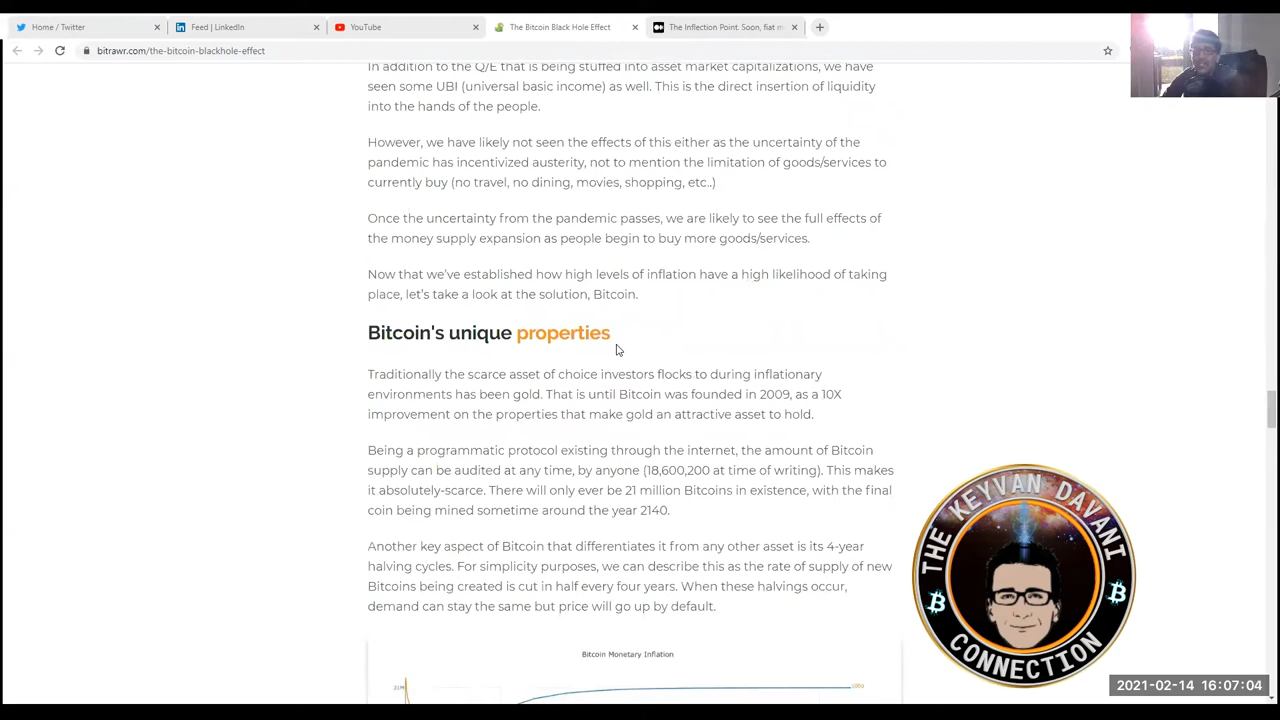 Home / Twitter
Feed | LinkedIn
YouTube
The Bitcoin Black Hole Effect
The Inflection Point. Soon, fiat m
bitrawr.com/the-bitcoin-blackhole-effect
In addition to the Q/E that is being stuffed into asset market capitalizations, we have
seen some UBI (universal basic income) as well. This is the direct insertion of liquidity
into the hands of the people.
However, we have likely not seen the effects of this either as the uncertainty of the
pandemic has incentivized austerity, not to mention the limitation of goods/services to
currently buy (no travel, no dining, movies, shopping, etc..)
Once the uncertainty from the pandemic passes, we are likely to see the full effects of
the money supply expansion as people begin to buy more goods/services.
Now that we've established how high levels of inflation have a high likelihood of taking
place, let's take a look at the solution, Bitcoin.
Bitcoin's unique properties
Traditionally the scarce asset of choice investors flocks to during inflationary
environments has been gold. That is until Bitcoin was founded in 2009, as a 10X
improvement on the properties that make gold an attractive asset to hold.
Being a programmatic protocol existing through the internet, the amount of Bitcoin
supply can be audited at any time, by anyone (18,600,200 at time of writing). This makes
it absolutely-scarce. There will only ever be 21 million Bitcoins in existence, with the final
coin being mined sometime around the year 2140.
Another key aspect of Bitcoin that differentiates it from any other asset is its 4-year
halving cycles. For simplicity purposes, we can describe this as the rate of supply of new
Bitcoins being created is cut in half every four years. When these halvings occur,
demand can stay the same but price will go up by default.
Bitcoin Monetary Inflation
21M
THE KEYVAN DAVANI
CONNECTION
2021-02-14 16:07:04